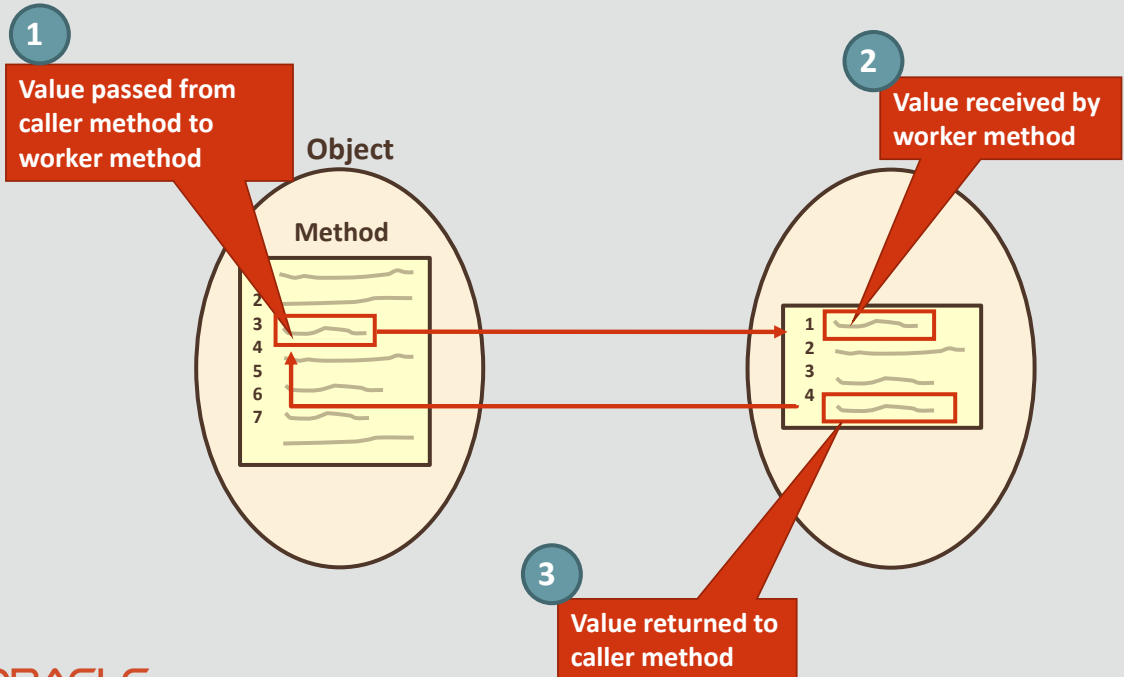 1
Value passed from
caller method to
worker method
2
Value received by
worker method
Object
Method
2
3
4
5
6
7
1
2
3
4
3
Value returned to
caller method